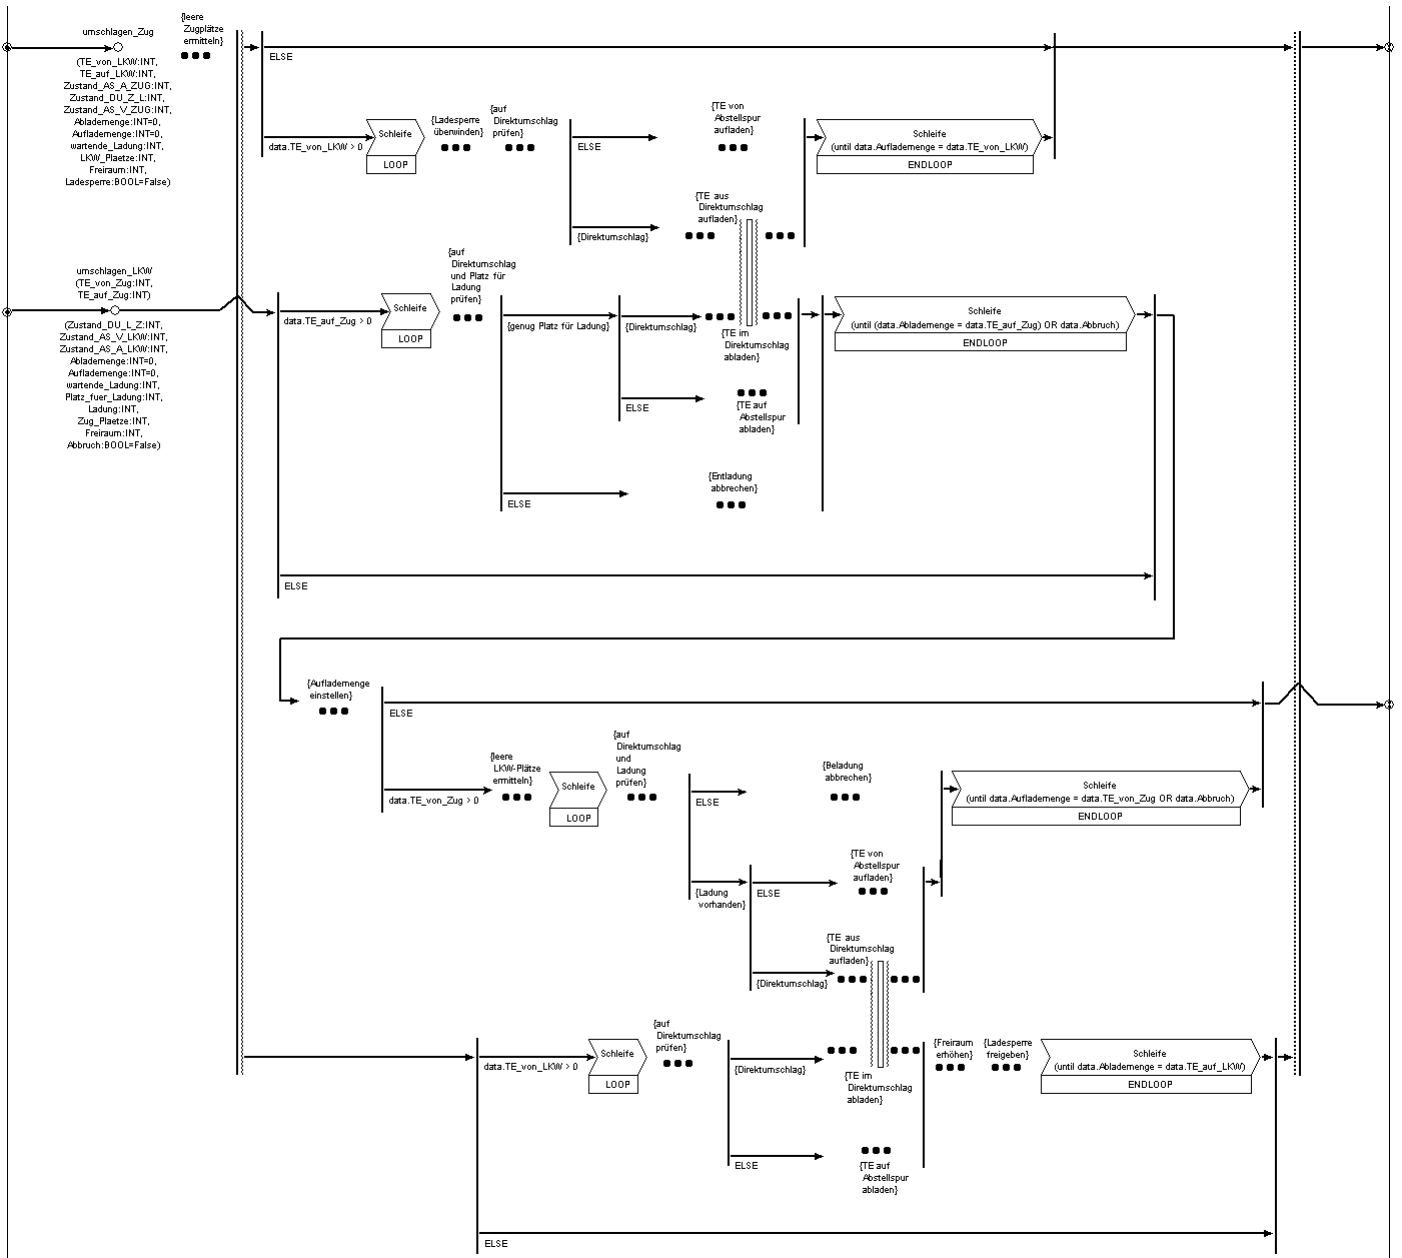 umschlagen_Zug
(TE_von_LKW:INT,
TE_auf_LKW:INT,
Zustand_AS_A_ZUG:INT,
Zustand_DU_Z_L:INT,
Zustand_AS_V_ZUG:INT,
Ablademenge:INT=0,
Auflademenge:INT=0,
wartende_Ladung:INT,
LKW_Plaetze:INT,
Freiraum:INT,
Ladesperre:BOOL=False)
{leere
Zugplätze
ermitteln}
ELSE
data.TE_von_LKW > 0
Schleife
LOOP
{Ladesperre
überwinden}
{auf
Direktumschlag
prüfen}
ELSE
{TE von
Abstellspur
aufladen}
Schleife
(until data.Auflademenge = data.TE_von_LKW)
ENDLOOP
{Direktumschlag}
{TE aus
Direktumschlag
aufladen}
umschlagen_LKW
(TE_von_Zug:INT,
TE_auf_Zug:INT)
(Zustand_DU_L_Z:INT,
Zustand_AS_V_LKW:INT,
Zustand_AS_A_LKW:INT,
Ablademenge:INT=0,
Auflademenge:INT=0,
wartende_Ladung:INT,
Platz_fuer_Ladung:INT,
Ladung:INT,
Zug_Plaetze:INT,
Freiraum:INT,
Abbruch:BOOL=False)
data.TE_auf_Zug > 0
Schleife
LOOP
{auf
Direktumschlag
und Platz für
Ladung
prüfen}
{genug Platz für Ladung}
{Direktumschlag}
{TE im
Direktumschlag
abladen}
ELSE
{TE auf
Abstellspur
abladen}
Schleife
(until (data.Ablademenge = data.TE_auf_Zug) OR data.Abbruch)
ENDLOOP
ELSE
{Entladung
abbrechen}
ELSE
{Auflademenge
einstellen}
ELSE
data.TE_von_Zug > 0
{leere
LKW-Plätze
ermitteln}
Schleife
LOOP
{auf
Direktumschlag
und
Ladung
prüfen}
ELSE
{Beladung
abbrechen}
Schleife
(until data.Auflademenge = data.TE_von_Zug OR data.Abbruch)
ENDLOOP
{Ladung
vorhanden}
ELSE
{TE von
Abstellspur
aufladen}
{Direktumschlag}
{TE aus
Direktumschlag
aufladen}
data.TE_von_LKW > 0
Schleife
LOOP
{auf
Direktumschlag
prüfen}
{Direktumschlag}
{TE im
Direktumschlag
abladen}
{Freiraum
erhöhen}
{Ladesperre
freigeben}
Schleife
(until data.Ablademenge = data.TE_auf_LKW)
ENDLOOP
ELSE
{TE auf
Abstellspur
abladen}
ELSE